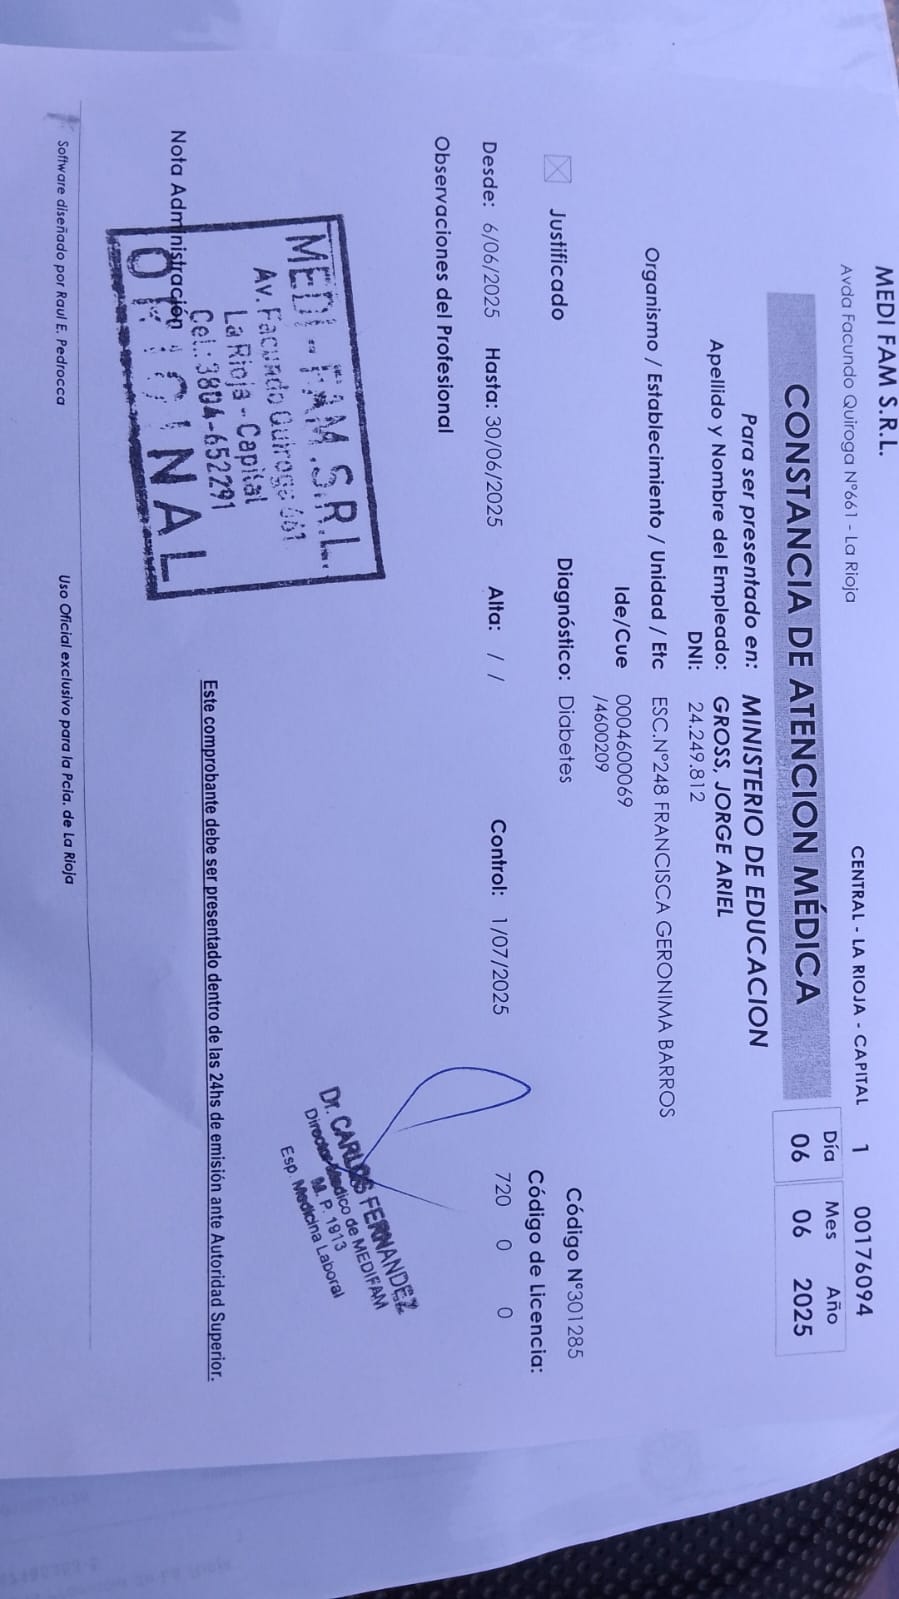 MEDI FAM S.R.L.
Avda Facundo Quiroga N°661 - La Rioja
CENTRAL - LA RIOJA - CAPITAL 1 00176094
CONSTANCIA DE ATENCION MÉDICA
Día Mes Año
06 06 2025
Para ser presentado en: MINISTERIO DE EDUCACION
Apellido y Nombre del Empleado: GROSS, JORGE ARIEL
DNI: 24.249.812
Organismo / Establecimiento / Unidad / Etc ESC.N°248 FRANCISCA GERONIMA BARROS
Ide/Cue 0004600069
/4600209
Justificado Diagnóstico: Diabetes Código N°301285
Código de Licencia:
Desde: 6/06/2025 Hasta: 30/06/2025 Alta: / / Control: 1/07/2025 720 0 0
Observaciones del Profesional
MEDI - FAM.S.R.L.
Av. Facundo Quiroga 661
La Rioja - Capital
Cel.:3804-652291
ORIGINAL
Dr. CARLOS FERNANDEZ
Director Medico de MEDIFAM
M. P. 1913
Esp. Medicina Laboral
Nota Administración
Este comprobante debe ser presentado dentro de las 24hs de emisión ante Autoridad Superior.
Software diseñado por Raul E. Pedrocca Uso Oficial exclusivo para la Pcia. de La Rioja